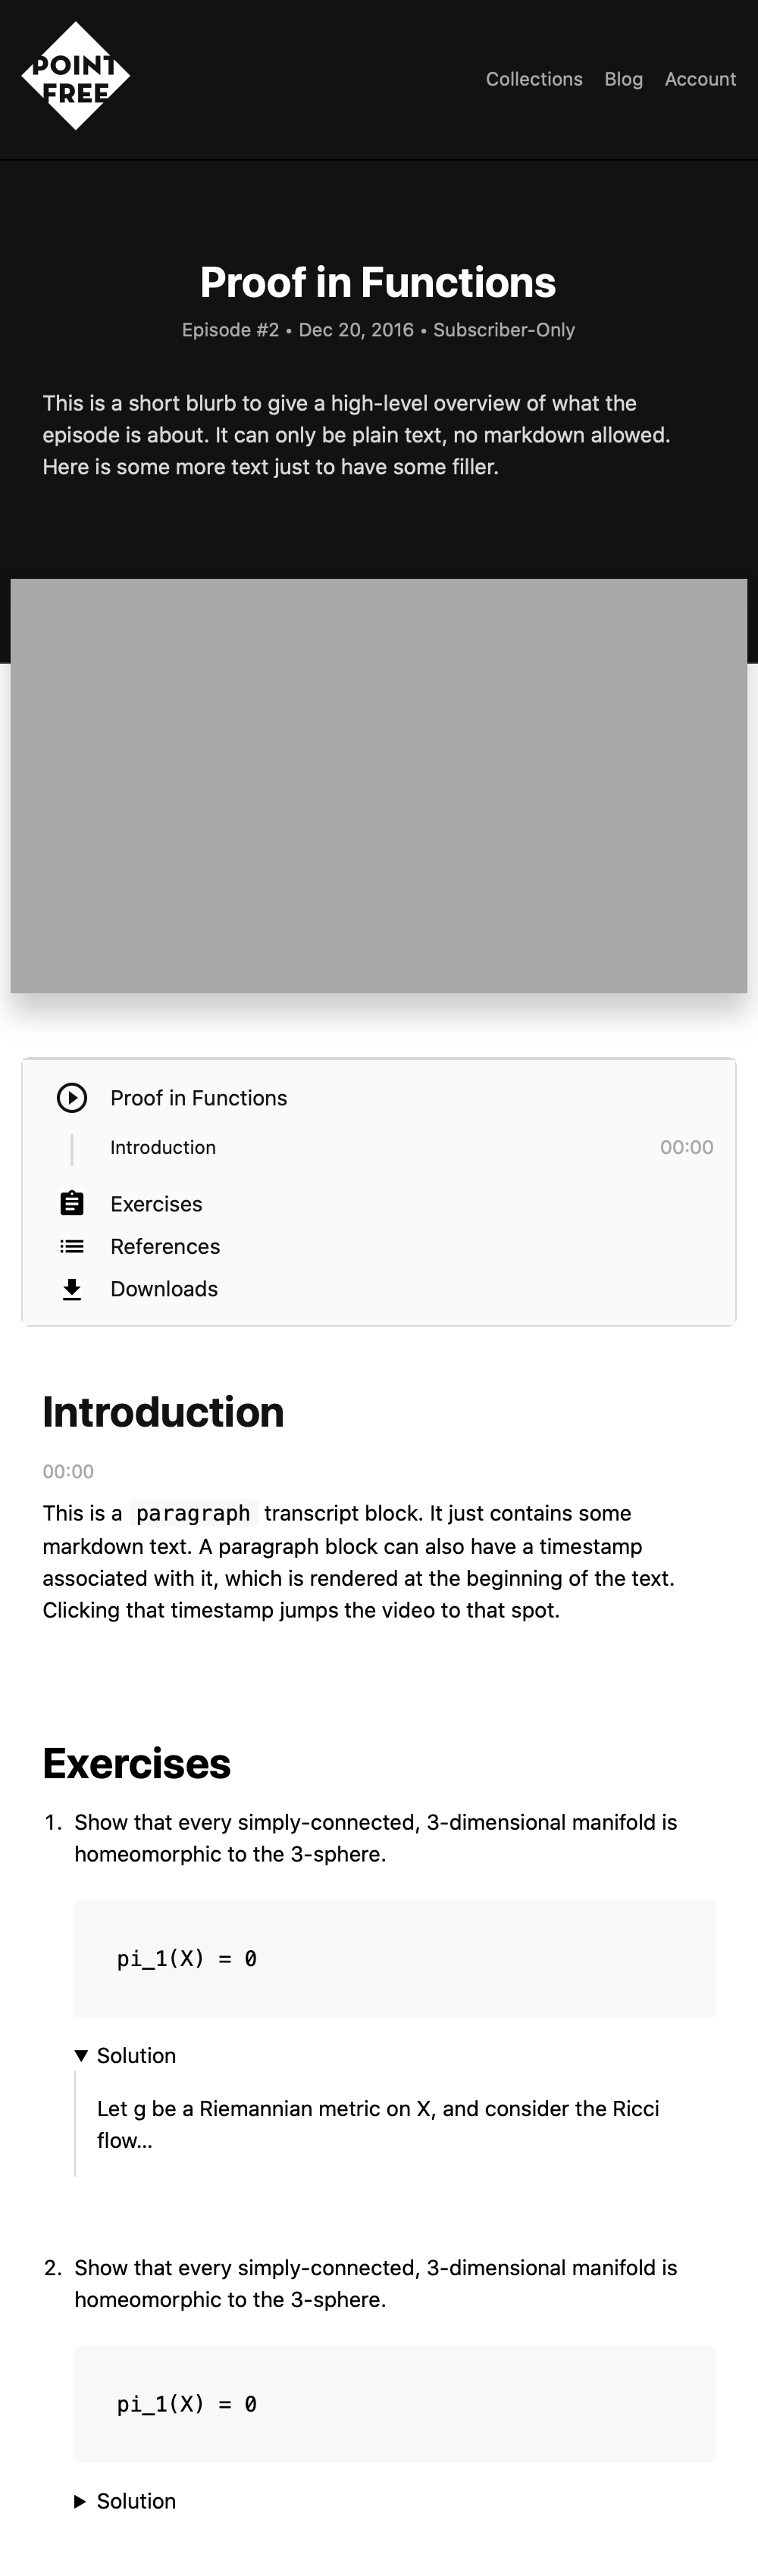 POINT
FREE
Collections Blog Account
Proof in Functions
Episode #2 • Dec 20, 2016 • Subscriber-Only
This is a short blurb to give a high-level overview of what the
episode is about. It can only be plain text, no markdown allowed.
Here is some more text just to have some filler.
Proof in Functions
Introduction 00:00
Exercises
References
Downloads
Introduction
00:00
This is a paragraph transcript block. It just contains some
markdown text. A paragraph block can also have a timestamp
associated with it, which is rendered at the beginning of the text.
Clicking that timestamp jumps the video to that spot.
Exercises
1. Show that every simply-connected, 3-dimensional manifold is
homeomorphic to the 3-sphere.
pi_1(X) = 0
▼ Solution
Let g be a Riemannian metric on X, and consider the Ricci
flow...
2. Show that every simply-connected, 3-dimensional manifold is
homeomorphic to the 3-sphere.
pi_1(X) = 0
▶ Solution